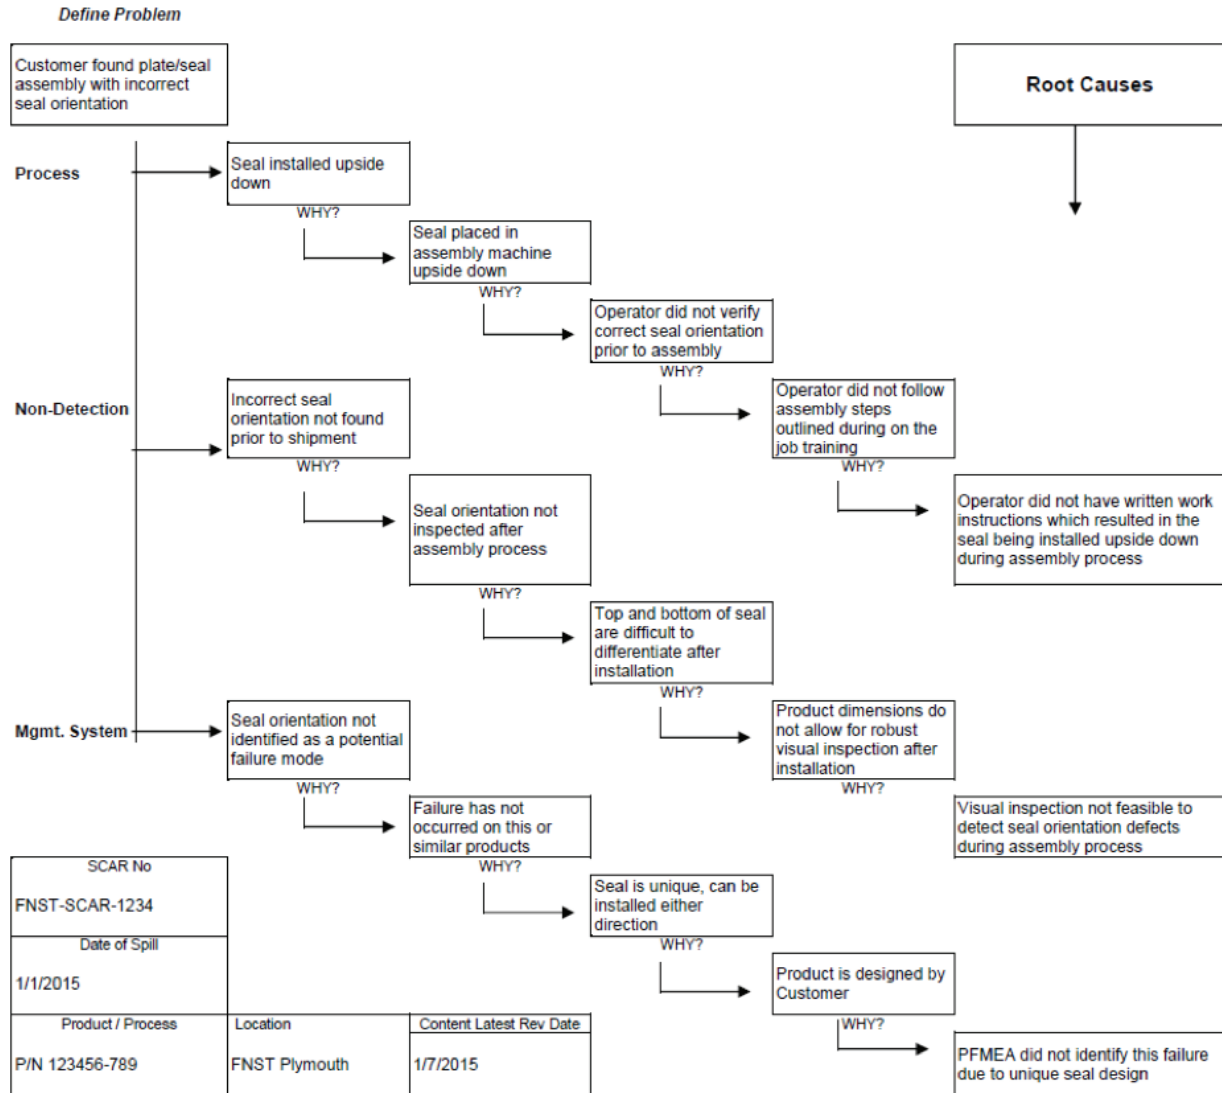 Define Problem
Customer found plate/seal
assembly with incorrect
seal orientation
Root Causes
Process
Seal installed upside
down
WHY?
Seal placed in
assembly machine
upside down
WHY?
Operator did not verify
correct seal orientation
prior to assembly
WHY?
Operator did not follow
assembly steps
outlined during on the
job training
WHY?
Operator did not have written work
instructions which resulted in the
seal being installed upside down
during assembly process
Non-Detection
Incorrect seal
orientation not found
prior to shipment
WHY?
Seal orientation not
inspected after
assembly process
WHY?
Top and bottom of seal
are difficult to
differentiate after
installation
WHY?
Product dimensions do
not allow for robust
visual inspection after
installation
WHY?
Visual inspection not feasible to
detect seal orientation defects
during assembly process
Mgmt. System
Seal orientation not
identified as a potential
failure mode
WHY?
Failure has not
occurred on this or
similar products
WHY?
Seal is unique, can be
installed either
direction
WHY?
Product is designed by
Customer
WHY?
PFMEA did not identify this failure
due to unique seal design
SCAR No
FNST-SCAR-1234
Date of Spill
1/1/2015
Product / Process
P/N 123456-789
Location
FNST Plymouth
Content Latest Rev Date
1/7/2015